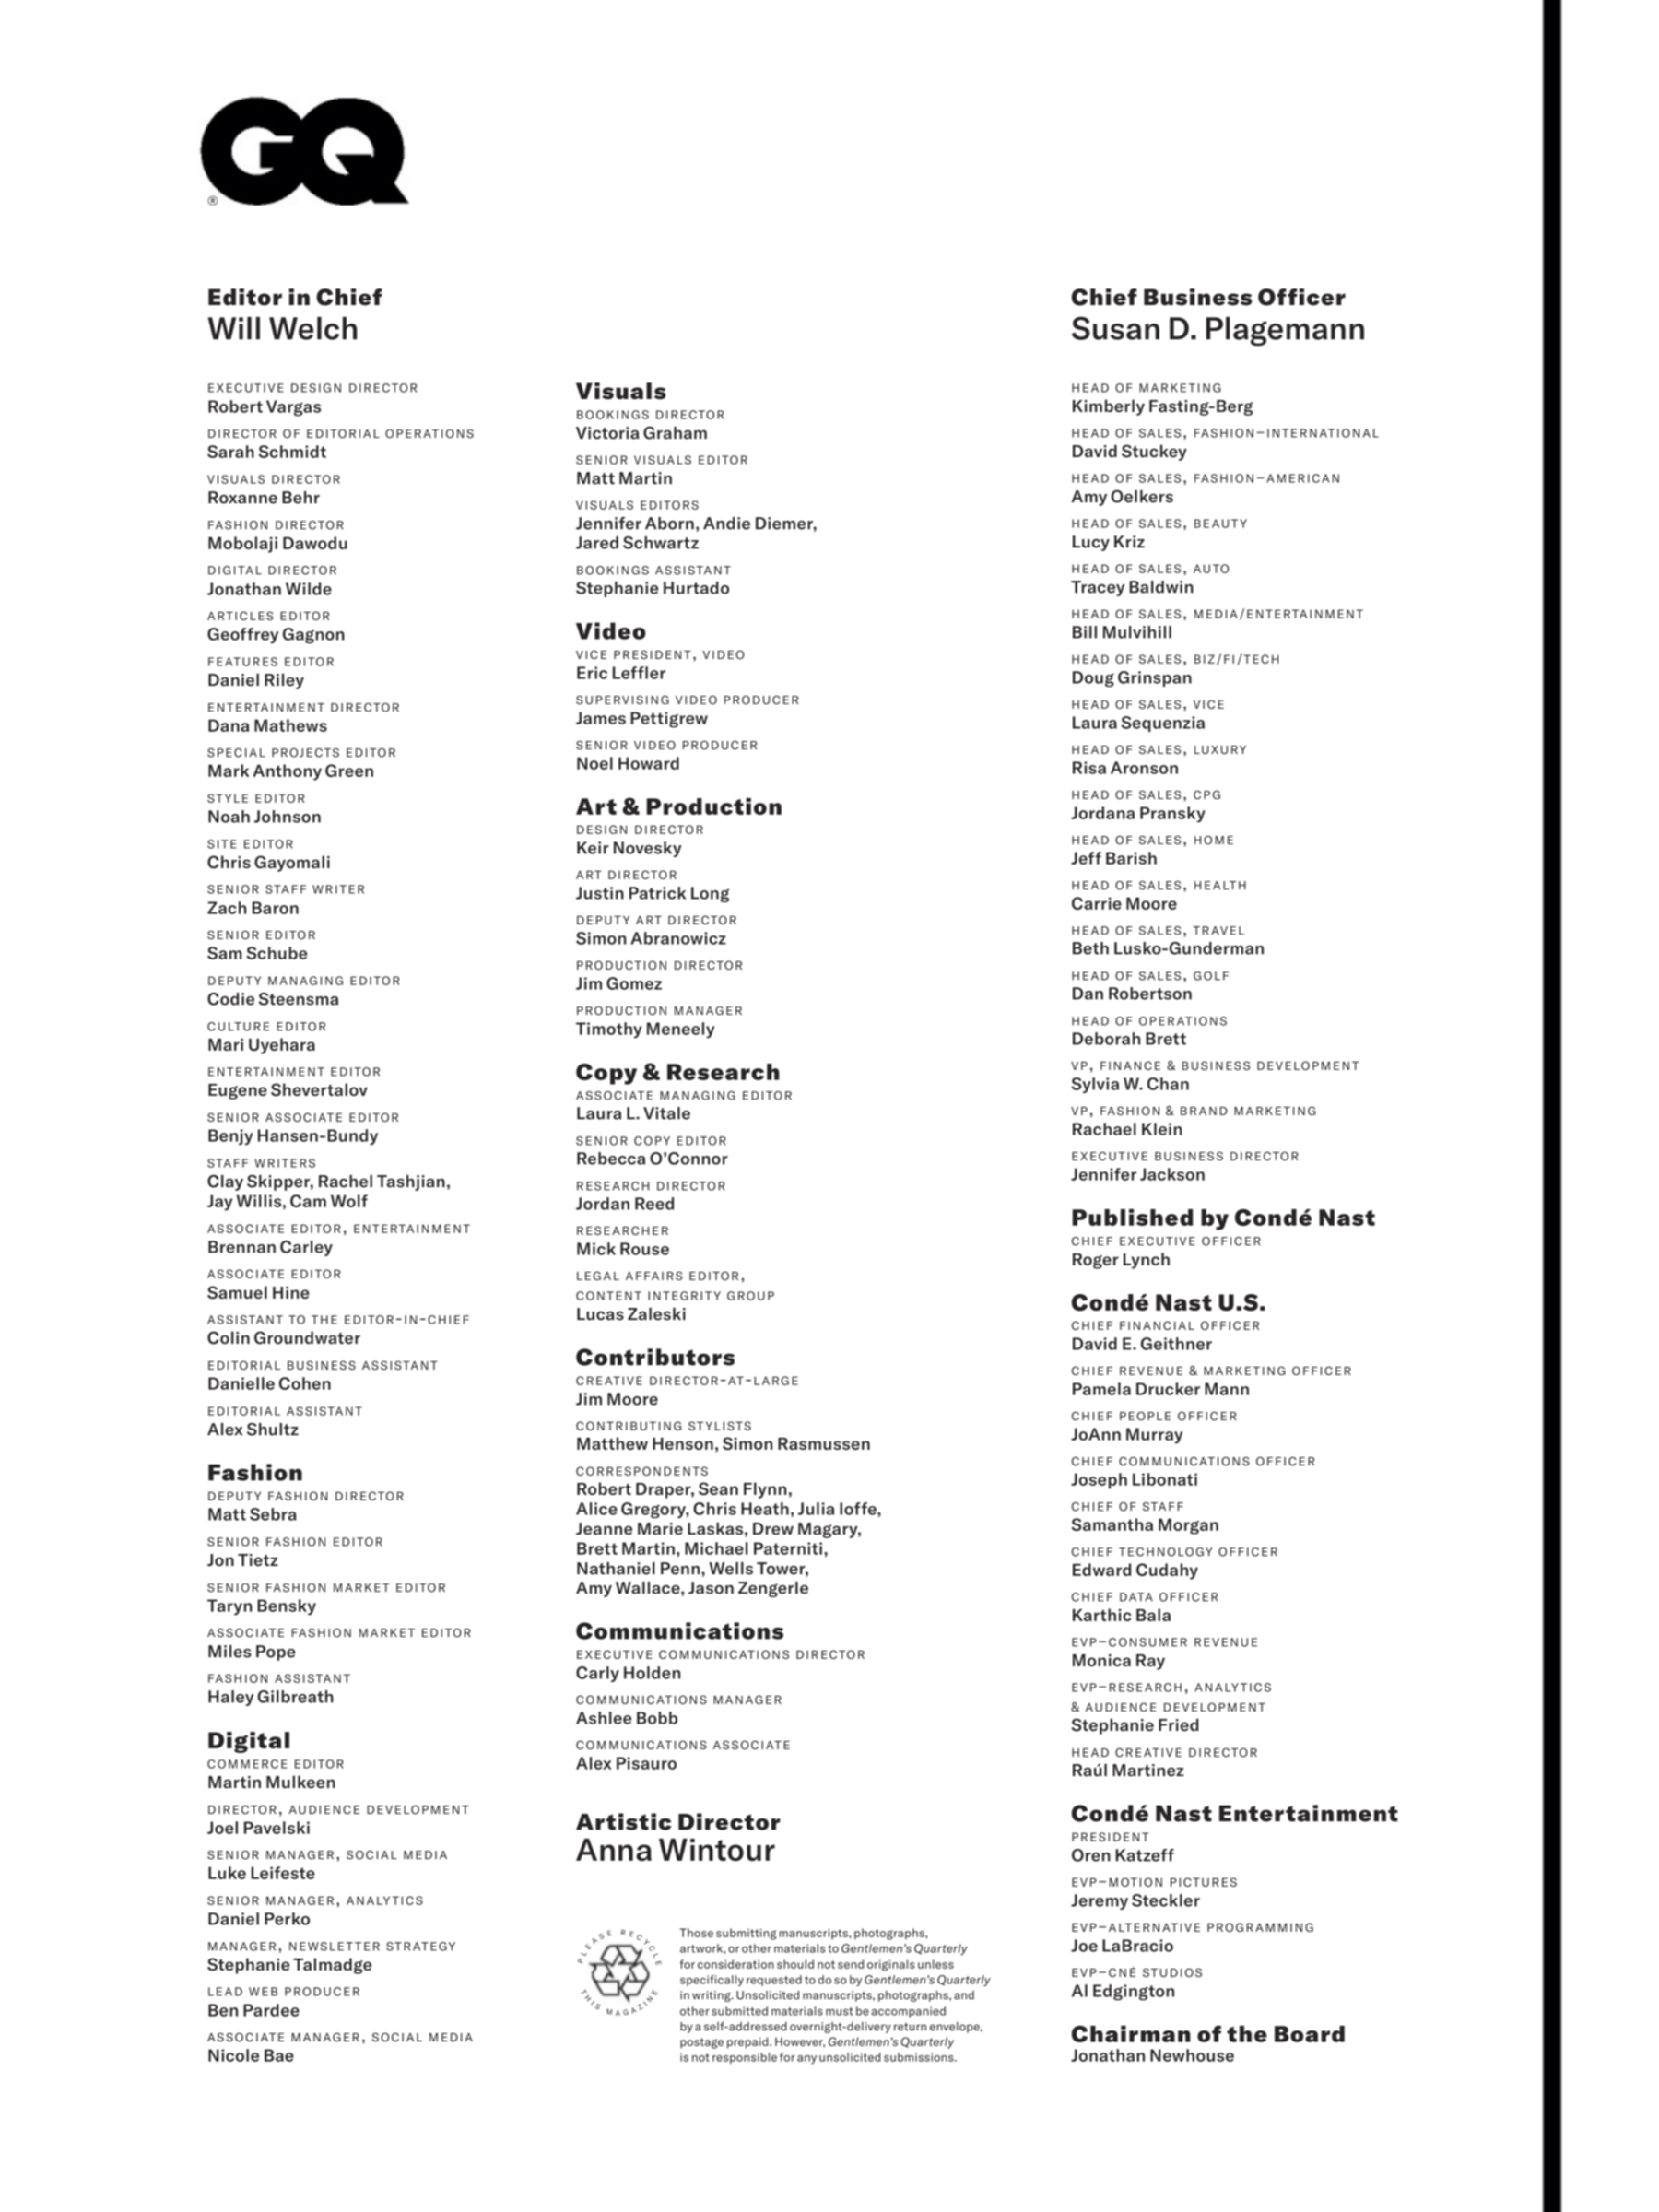 GQ
®
Editor in Chief
Will Welch
EXECUTIVE DESIGN DIRECTOR
Robert Vargas
DIRECTOR OF EDITORIAL OPERATIONS
Sarah Schmidt
VISUALS DIRECTOR
Roxanne Behr
FASHION DIRECTOR
Mobolaji Dawodu
DIGITAL DIRECTOR
Jonathan Wilde
ARTICLES EDITOR
Geoffrey Gagnon
FEATURES EDITOR
Daniel Riley
ENTERTAINMENT DIRECTOR
Dana Mathews
SPECIAL PROJECTS EDITOR
Mark Anthony Green
STYLE EDITOR
Noah Johnson
SITE EDITOR
Chris Gayomali
SENIOR STAFF WRITER
Zach Baron
SENIOR EDITOR
Sam Schube
DEPUTY MANAGING EDITOR
Codie Steensma
CULTURE EDITOR
Mari Uyehara
ENTERTAINMENT EDITOR
Eugene Shevertalov
SENIOR ASSOCIATE EDITOR
Benjy Hansen-Bundy
STAFF WRITERS
Clay Skipper, Rachel Tashjian,
Jay Willis, Cam Wolf
ASSOCIATE EDITOR, ENTERTAINMENT
Brennan Carley
ASSOCIATE EDITOR
Samuel Hine
ASSISTANT TO THE EDITOR-IN-CHIEF
Colin Groundwater
EDITORIAL BUSINESS ASSISTANT
Danielle Cohen
EDITORIAL ASSISTANT
Alex Shultz
Fashion
DEPUTY FASHION DIRECTOR
Matt Sebra
SENIOR FASHION EDITOR
Jon Tietz
SENIOR FASHION MARKET EDITOR
Taryn Bensky
ASSOCIATE FASHION MARKET EDITOR
Miles Pope
FASHION ASSISTANT
Haley Gilbreath
Digital
COMMERCE EDITOR
Martin Mulkeen
DIRECTOR, AUDIENCE DEVELOPMENT
Joel Pavelski
SENIOR MANAGER, SOCIAL MEDIA
Luke Leifeste
SENIOR MANAGER, ANALYTICS
Daniel Perko
MANAGER, NEWSLETTER STRATEGY
Stephanie Talmadge
LEAD WEB PRODUCER
Ben Pardee
ASSOCIATE MANAGER, SOCIAL MEDIA
Nicole Bae
Visuals
BOOKINGS DIRECTOR
Victoria Graham
SENIOR VISUALS EDITOR
Matt Martin
VISUALS EDITORS
Jennifer Aborn, Andie Diemer,
Jared Schwartz
BOOKINGS ASSISTANT
Stephanie Hurtado
Video
VICE PRESIDENT, VIDEO
Eric Leffler
SUPERVISING VIDEO PRODUCER
James Pettigrew
SENIOR VIDEO PRODUCER
Noel Howard
Art & Production
DESIGN DIRECTOR
Keir Novesky
ART DIRECTOR
Justin Patrick Long
DEPUTY ART DIRECTOR
Simon Abranowicz
PRODUCTION DIRECTOR
Jim Gomez
PRODUCTION MANAGER
Timothy Meneely
Copy & Research
ASSOCIATE MANAGING EDITOR
Laura L. Vitale
SENIOR COPY EDITOR
Rebecca O'Connor
RESEARCH DIRECTOR
Jordan Reed
RESEARCHER
Mick Rouse
LEGAL AFFAIRS EDITOR,
CONTENT INTEGRITY GROUP
Lucas Zaleski
Contributors
CREATIVE DIRECTOR-AT-LARGE
Jim Moore
CONTRIBUTING STYLISTS
Matthew Henson, Simon Rasmussen
CORRESPONDENTS
Robert Draper, Sean Flynn,
Alice Gregory, Chris Heath, Julia Ioffe,
Jeanne Marie Laskas, Drew Magary,
Brett Martin, Michael Paterniti,
Nathaniel Penn, Wells Tower,
Amy Wallace, Jason Zengerle
Communications
EXECUTIVE COMMUNICATIONS DIRECTOR
Carly Holden
COMMUNICATIONS MANAGER
Ashlee Bobb
COMMUNICATIONS ASSOCIATE
Alex Pisauro
Artistic Director
Anna Wintour
PLEASE RECYCLE
THIS MAGAZINE
Those submitting manuscripts, photographs,
artwork, or other materials to Gentlemen's Quarterly
for consideration should not send originals unless
specifically requested to do so by Gentlemen's Quarterly
in writing. Unsolicited manuscripts, photographs, and
other submitted materials must be accompanied
by a self-addressed overnight-delivery return envelope,
postage prepaid. However, Gentlemen's Quarterly
is not responsible for any unsolicited submissions.
Chief Business Officer
Susan D. Plagemann
HEAD OF MARKETING
Kimberly Fasting-Berg
HEAD OF SALES, FASHION–INTERNATIONAL
David Stuckey
HEAD OF SALES, FASHION–AMERICAN
Amy Oelkers
HEAD OF SALES, BEAUTY
Lucy Kriz
HEAD OF SALES, AUTO
Tracey Baldwin
HEAD OF SALES, MEDIA/ENTERTAINMENT
Bill Mulvihill
HEAD OF SALES, BIZ/FI/TECH
Doug Grinspan
HEAD OF SALES, VICE
Laura Sequenzia
HEAD OF SALES, LUXURY
Risa Aronson
HEAD OF SALES, CPG
Jordana Pransky
HEAD OF SALES, HOME
Jeff Barish
HEAD OF SALES, HEALTH
Carrie Moore
HEAD OF SALES, TRAVEL
Beth Lusko-Gunderman
HEAD OF SALES, GOLF
Dan Robertson
HEAD OF OPERATIONS
Deborah Brett
VP, FINANCE & BUSINESS DEVELOPMENT
Sylvia W. Chan
VP, FASHION & BRAND MARKETING
Rachael Klein
EXECUTIVE BUSINESS DIRECTOR
Jennifer Jackson
Published by Condé Nast
CHIEF EXECUTIVE OFFICER
Roger Lynch
Condé Nast U.S.
CHIEF FINANCIAL OFFICER
David E. Geithner
CHIEF REVENUE & MARKETING OFFICER
Pamela Drucker Mann
CHIEF PEOPLE OFFICER
JoAnn Murray
CHIEF COMMUNICATIONS OFFICER
Joseph Libonati
CHIEF OF STAFF
Samantha Morgan
CHIEF TECHNOLOGY OFFICER
Edward Cudahy
CHIEF DATA OFFICER
Karthic Bala
EVP–CONSUMER REVENUE
Monica Ray
EVP–RESEARCH, ANALYTICS
& AUDIENCE DEVELOPMENT
Stephanie Fried
HEAD CREATIVE DIRECTOR
Raúl Martinez
Condé Nast Entertainment
PRESIDENT
Oren Katzeff
EVP–MOTION PICTURES
Jeremy Steckler
EVP–ALTERNATIVE PROGRAMMING
Joe LaBracio
EVP–CNÉ STUDIOS
Al Edgington
Chairman of the Board
Jonathan Newhouse